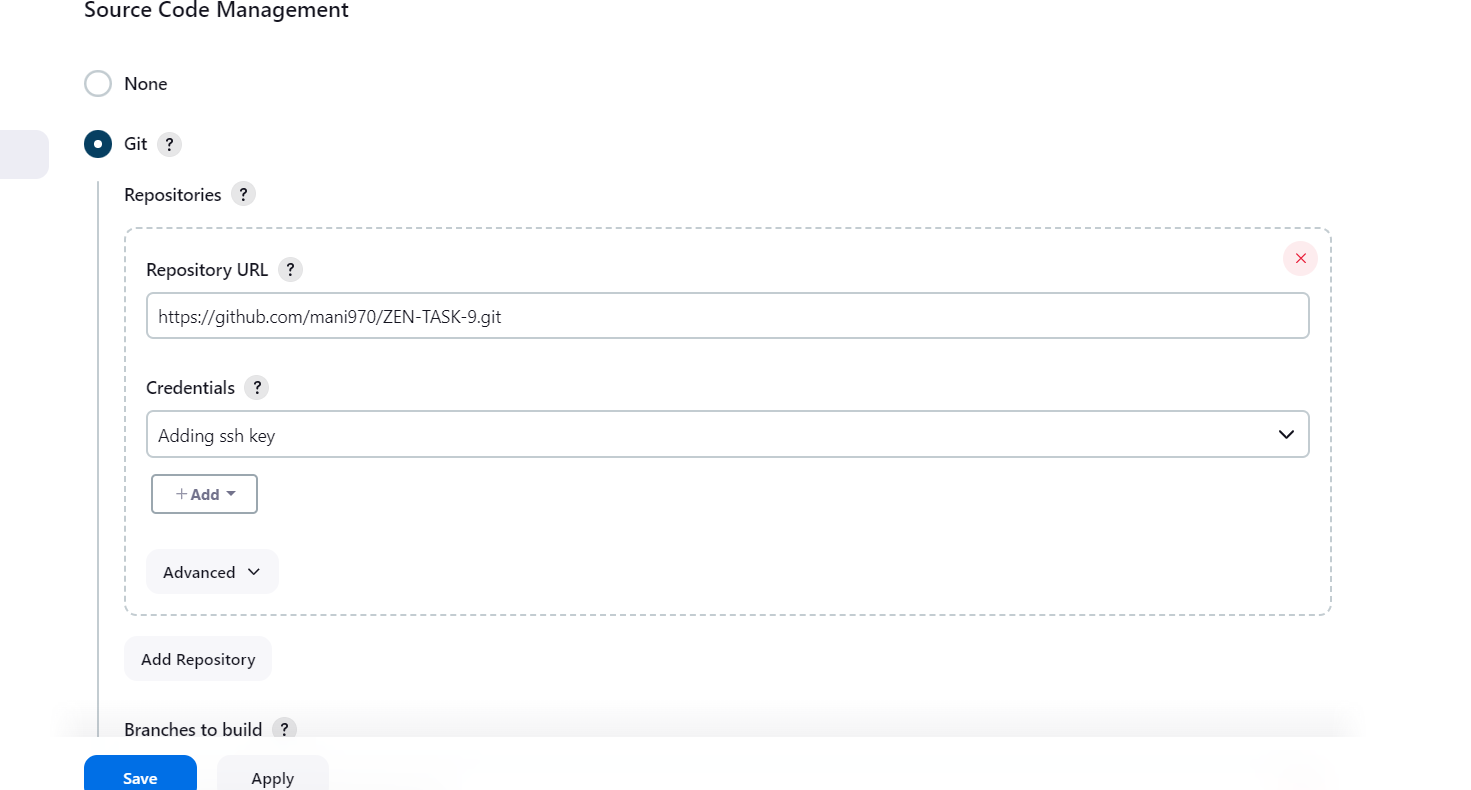 Source Code Management
None
Git ?
Repositories ?
Repository URL ?
https://github.com/mani970/ZEN-TASK-9.git
Credentials ?
Adding ssh key
+ Add
Advanced
Add Repository
Branches to build ?
Save Apply